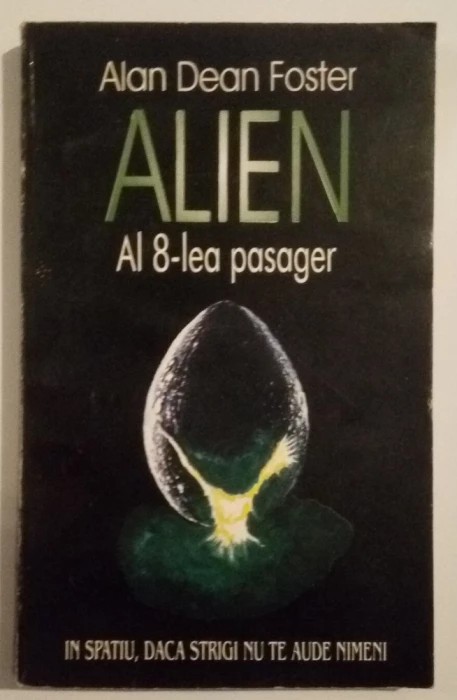 Alan Dean Foster
ALIEN
Al 8-lea pasager
IN SPATIU, DACA STRIGI NU TE AUDE NIMENI